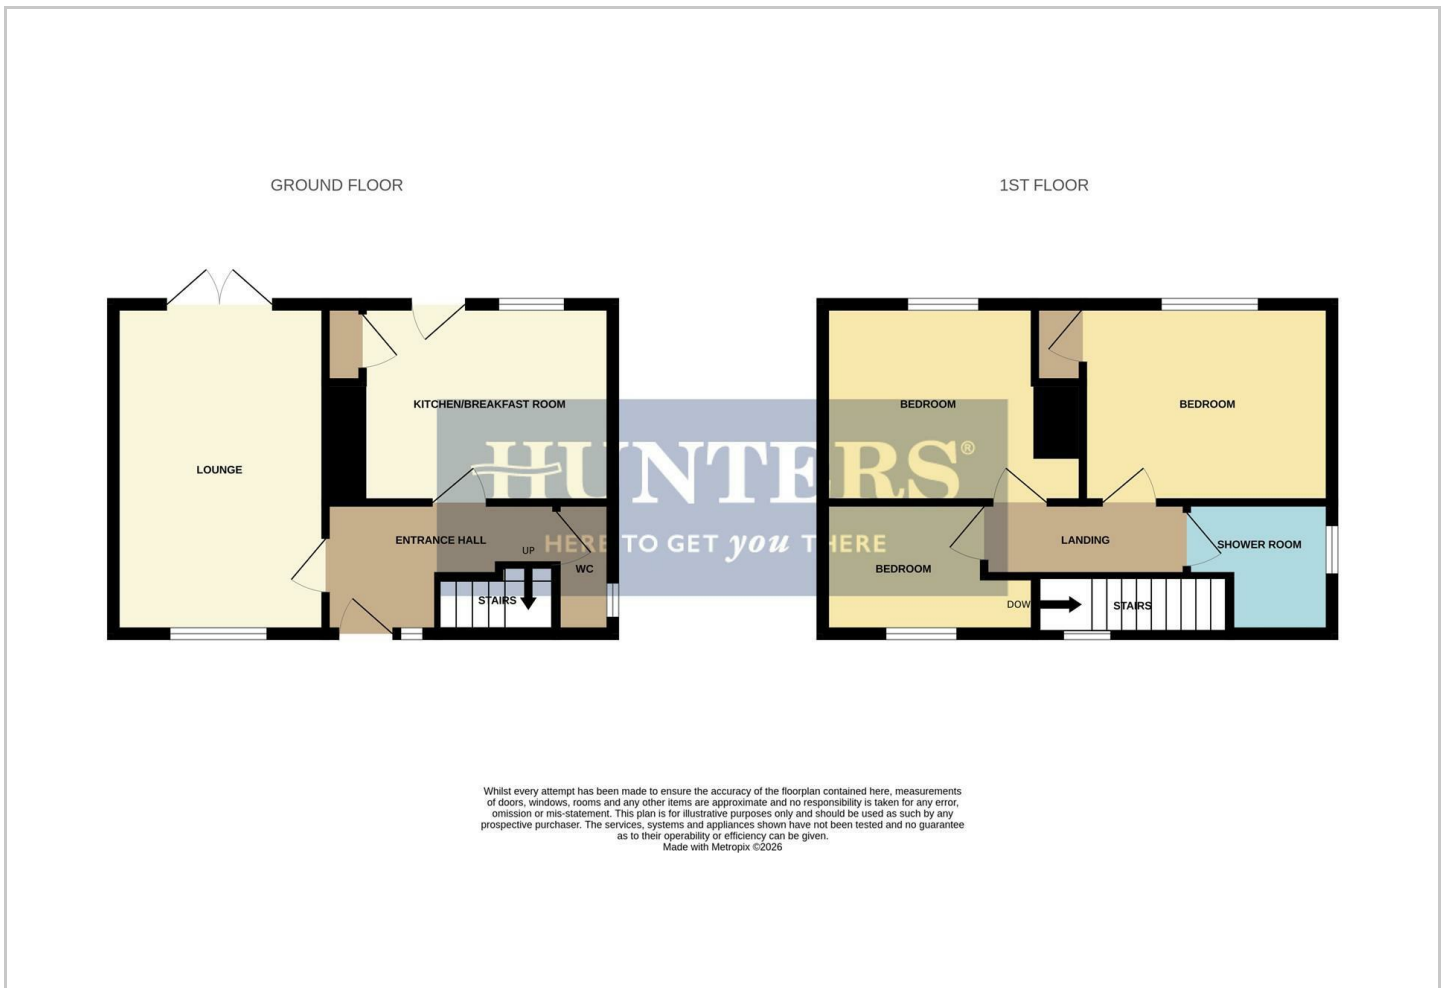 GROUND FLOOR
1ST FLOOR
KITCHEN/BREAKFAST ROOM
LOUNGE
ENTRANCE HALL
UP
WC
STAIRS
BEDROOM
BEDROOM
LANDING
SHOWER ROOM
BEDROOM
DOW
STAIRS
HUNTERS®
HERE TO GET you THERE
Whilst every attempt has been made to ensure the accuracy of the floorplan contained here, measurements
of doors, windows, rooms and any other items are approximate and no responsibility is taken for any error,
omission or mis-statement. This plan is for illustrative purposes only and should be used as such by any
prospective purchaser. The services, systems and appliances shown have not been tested and no guarantee
as to their operability or efficiency can be given.
Made with Metropix ©2026